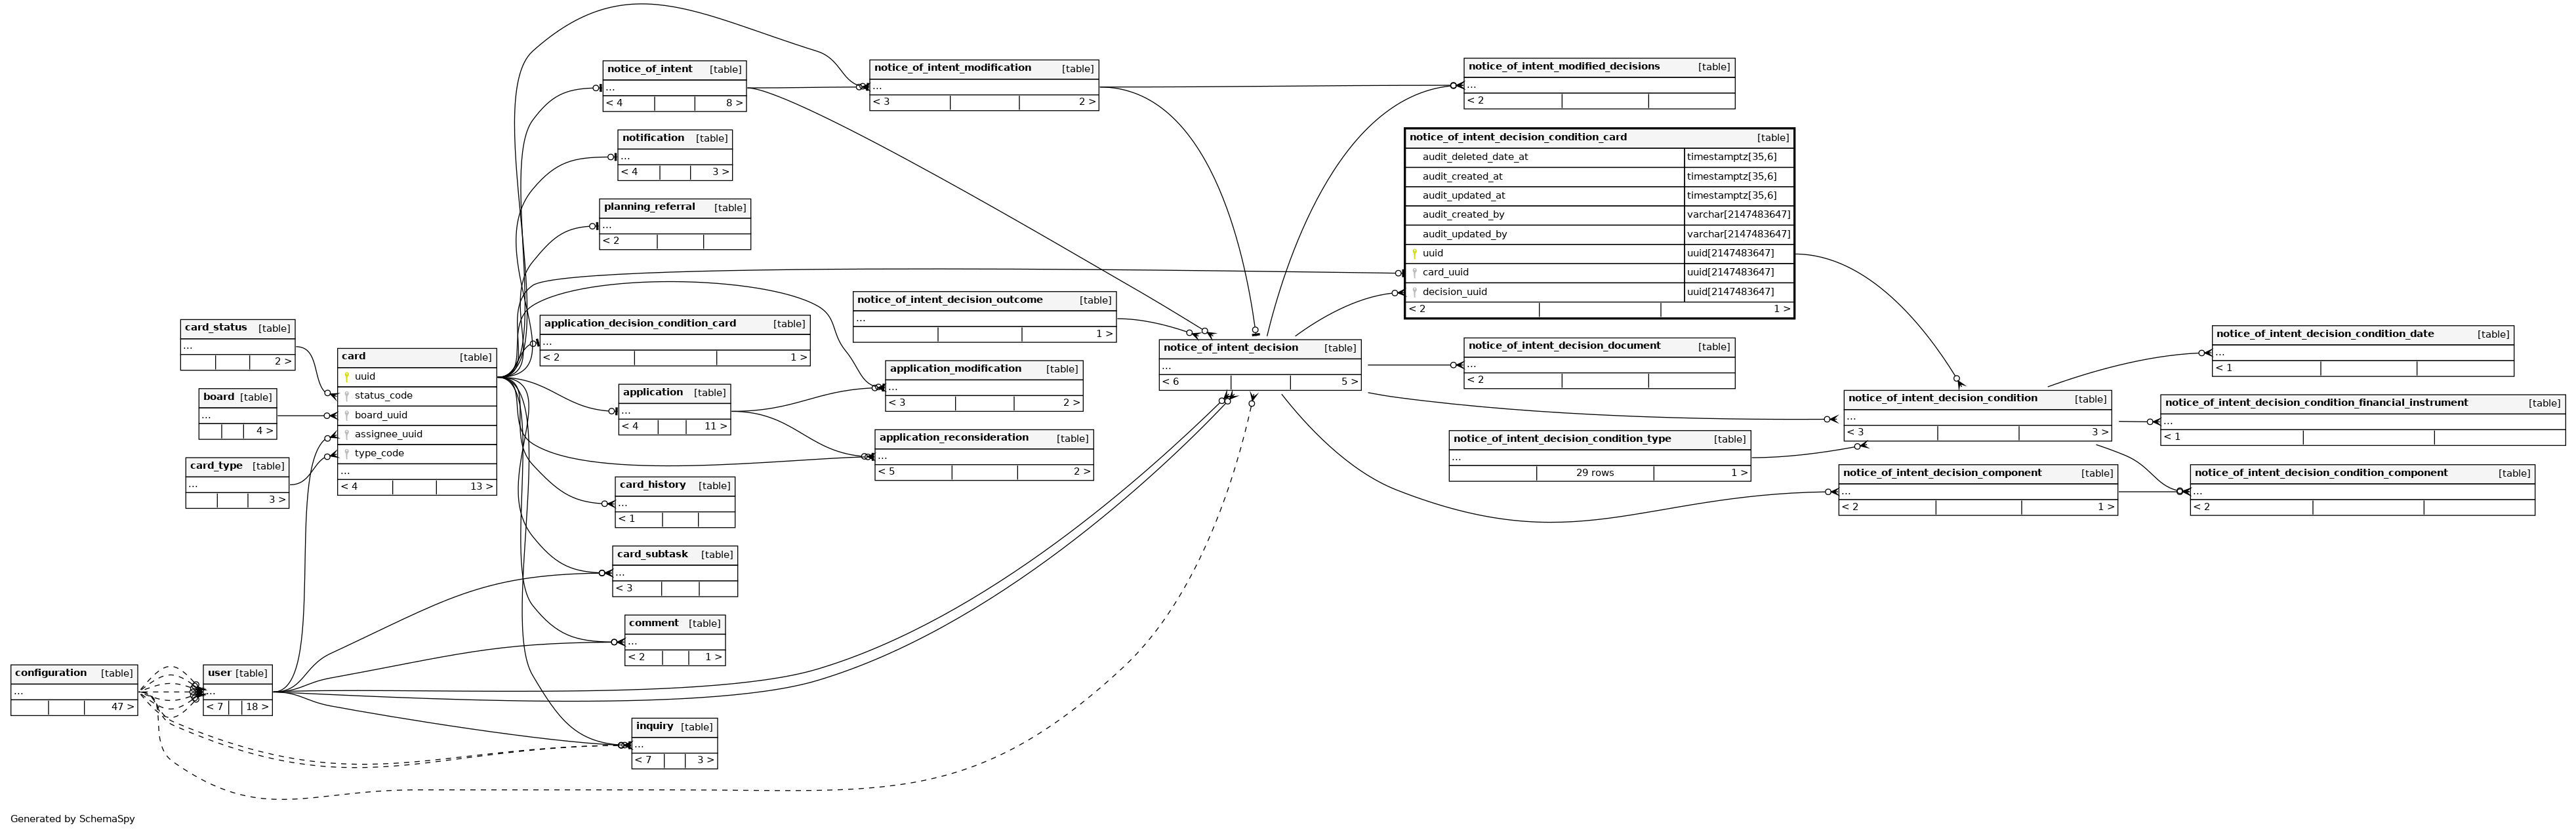 notice_of_intent [table]
...
< 4 8 >
notice_of_intent_modification [table]
...
< 3 2 >
notice_of_intent_modified_decisions [table]
...
< 2
notification [table]
...
< 4 3 >
planning_referral [table]
...
< 2
notice_of_intent_decision_condition_card [table]
audit_deleted_date_at timestamptz[35,6]
audit_created_at timestamptz[35,6]
audit_updated_at timestamptz[35,6]
audit_created_by varchar[2147483647]
audit_updated_by varchar[2147483647]
uuid uuid[2147483647]
card_uuid uuid[2147483647]
decision_uuid uuid[2147483647]
< 2 1 >
card_status [table]
...
2 >
board [table]
...
4 >
card_type [table]
...
3 >
card [table]
uuid
status_code
board_uuid
assignee_uuid
type_code
...
< 4 13 >
application_decision_condition_card [table]
...
< 2 1 >
application [table]
...
< 4 11 >
card_history [table]
...
< 1
card_subtask [table]
...
< 3
comment [table]
...
< 2 1 >
inquiry [table]
...
< 7 3 >
notice_of_intent_decision_outcome [table]
...
1 >
application_modification [table]
...
< 3 2 >
application_reconsideration [table]
...
< 5 2 >
notice_of_intent_decision [table]
...
< 6 5 >
notice_of_intent_decision_document [table]
...
< 2
notice_of_intent_decision_condition_type [table]
...
29 rows 1 >
notice_of_intent_decision_condition [table]
...
< 3 3 >
notice_of_intent_decision_component [table]
...
< 2 1 >
notice_of_intent_decision_condition_date [table]
...
< 1
notice_of_intent_decision_condition_financial_instrument [table]
...
< 1
notice_of_intent_decision_condition_component [table]
...
< 2
configuration [table]
...
47 >
user [table]
...
< 7 18 >
Generated by SchemaSpy